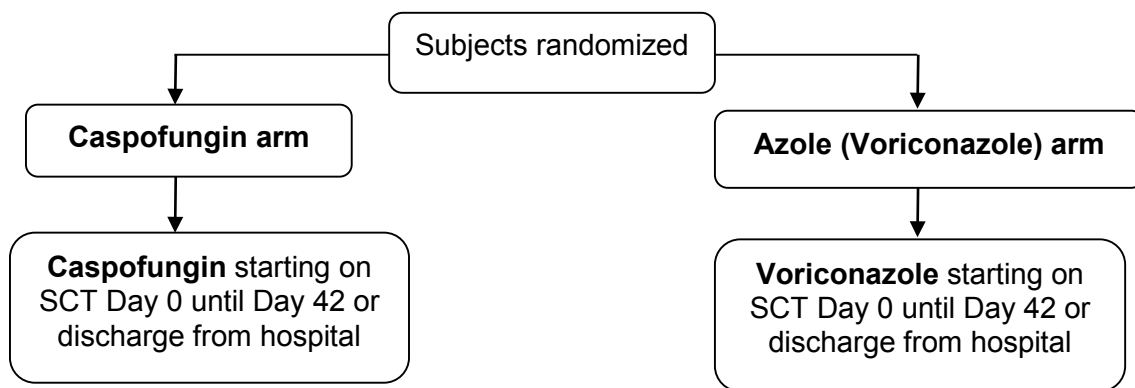 Subjects randomized
Caspofungin arm
Azole (Voriconazole) arm
Caspofungin starting on
SCT Day 0 until Day 42 or
discharge from hospital
Voriconazole starting on
SCT Day 0 until Day 42 or
discharge from hospital